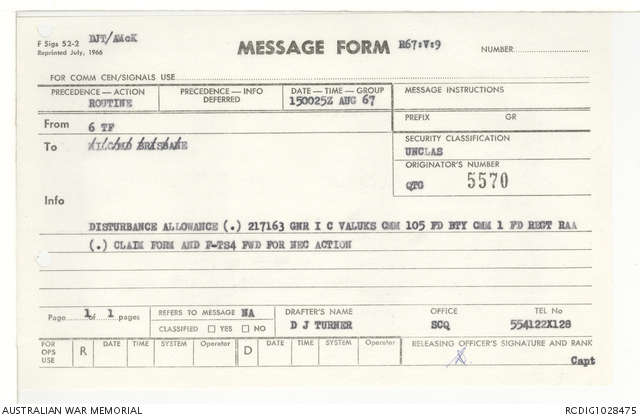 F Sigs 52-2
Reprinted July, 1966
DJT/AMcK
MESSAGE FORM
R67:V:9
NUMBER
FOR COMM CEN/SIGNALS USE
PRECEDENCE — ACTION
ROUTINE
PRECEDENCE — INFO
DEFERRED
DATE — TIME — GROUP
150025Z AUG 67
MESSAGE INSTRUCTIONS
From
6 TF
PREFIX
GR
To
BRISBANE
SECURITY CLASSIFICATION
UNCLAS
ORIGINATOR'S NUMBER
QTG 5570
Info
DISTURBANCE ALLOWANCE (.) 217163 GNR I C VALUKS CMM 105 FD BTY CMM 1 FD REGT RAA
(.) CLAIM FORM AND F-TS4 FWD FOR NEC ACTION
Page 1 of 1 pages
REFERS TO MESSAGE NA
CLASSIFIED YES NO
DRAFTER'S NAME
D J TURNER
OFFICE
SCQ
TEL No
554122X128
FOR OPS USE
R
DATE TIME SYSTEM Operator
D
DATE TIME SYSTEM Operator
RELEASING OFFICER'S SIGNATURE AND RANK
Capt
AUSTRALIAN WAR MEMORIAL
RCDIG1028475